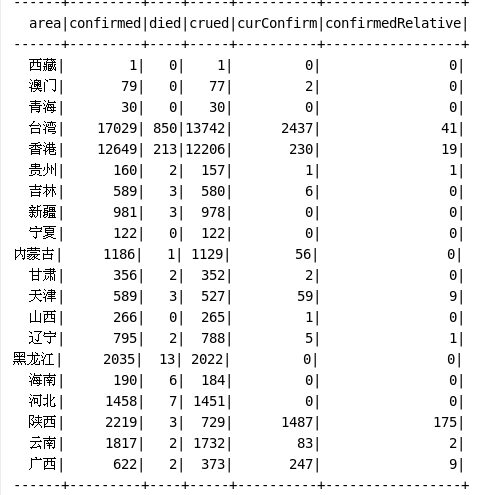 ------+---------+----+-----+----------+-----------------+
area|confirmed|died|crued|curConfirm|confirmedRelative|
------+---------+----+-----+----------+-----------------+
西藏| 1| 0| 1| 0| 0|
澳门| 79| 0| 77| 2| 0|
青海| 30| 0| 30| 0| 0|
台湾| 17029| 850|13742| 2437| 41|
香港| 12649| 213|12206| 230| 19|
贵州| 160| 2| 157| 1| 1|
吉林| 589| 3| 580| 6| 0|
新疆| 981| 3| 978| 0| 0|
宁夏| 122| 0| 122| 0| 0|
内蒙古| 1186| 1| 1129| 56| 0|
甘肃| 356| 2| 352| 2| 0|
天津| 589| 3| 527| 59| 9|
山西| 266| 0| 265| 1| 0|
辽宁| 795| 2| 788| 5| 1|
黑龙江| 2035| 13| 2022| 0| 0|
海南| 190| 6| 184| 0| 0|
河北| 1458| 7| 1451| 0| 0|
陕西| 2219| 3| 729| 1487| 175|
云南| 1817| 2| 1732| 83| 2|
广西| 622| 2| 373| 247| 9|
------+---------+----+-----+----------+-----------------+